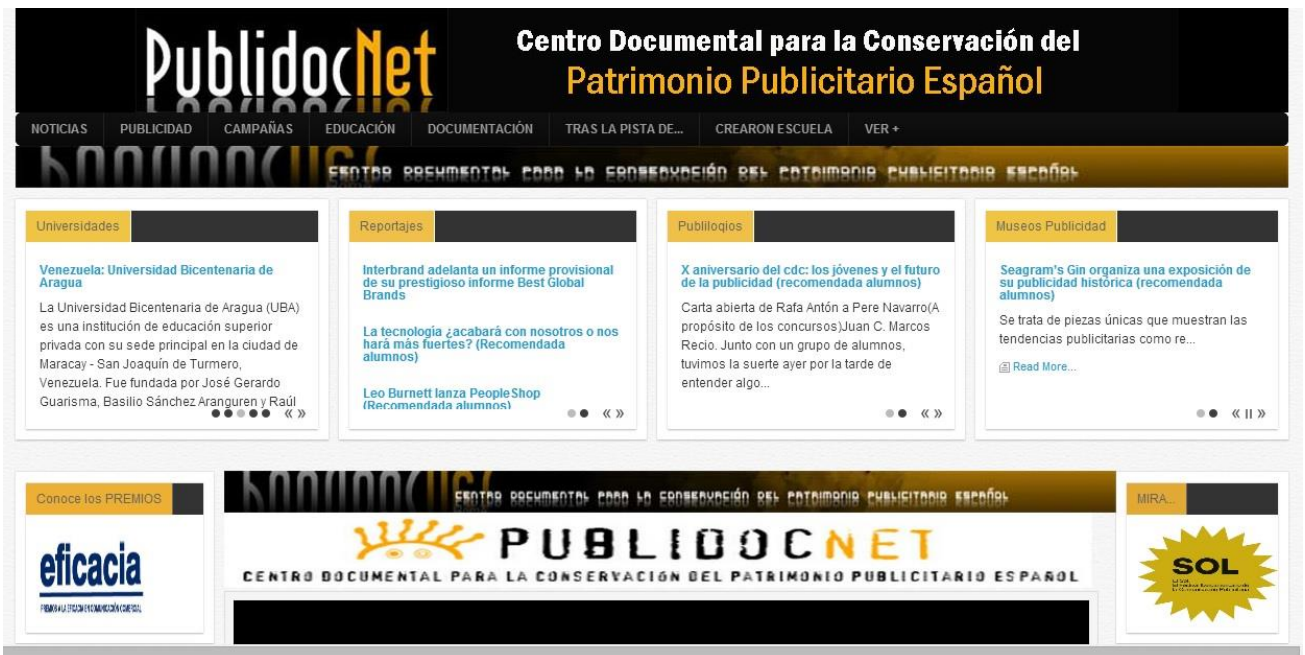 PublidocNet
Centro Documental para la Conservación del
Patrimonio Publicitario Español
NOTICIAS PUBLICIDAD CAMPAÑAS EDUCACIÓN DOCUMENTACIÓN TRAS LA PISTA DE... CREARON ESCUELA VER +
CENTRO DOCUMENTAL PARA LA CONSERVACIÓN DEL PATRIMONIO PUBLICITARIO ESPAÑOL
Universidades
Venezuela: Universidad Bicentenaria de
Aragua
La Universidad Bicentenaria de Aragua (UBA)
es una institución de educación superior
privada con su sede principal en la ciudad de
Maracay - San Joaquín de Turmero,
Venezuela. Fue fundada por José Gerardo
Guarisma, Basilio Sánchez Aranguren y Raúl
« »
Reportajes
Interbrand adelanta un informe provisional
de su prestigioso informe Best Global
Brands
La tecnología ¿acabará con nosotros o nos
hará más fuertes? (Recomendada
alumnos)
Leo Burnett lanza PeopleShop
(Recomendada alumnos)
« »
Publiloqios
X aniversario del cdc: los jóvenes y el futuro
de la publicidad (recomendada alumnos)
Carta abierta de Rafa Antón a Pere Navarro(A
propósito de los concursos)Juan C. Marcos
Recio. Junto con un grupo de alumnos,
tuvimos la suerte ayer por la tarde de
entender algo...
« »
Museos Publicidad
Seagram's Gin organiza una exposición de
su publicidad histórica (recomendada
alumnos)
Se trata de piezas únicas que muestran las
tendencias publicitarias como re...
Read More...
« || »
Conoce los PREMIOS
eficacia
PREMIOS A LA EFICACIA EN COMUNICACIÓN COMERCIAL
CENTRO DOCUMENTAL PARA LA CONSERVACIÓN DEL PATRIMONIO PUBLICITARIO ESPAÑOL
PUBLIDOCNET
CENTRO DOCUMENTAL PARA LA CONSERVACIÓN DEL PATRIMONIO PUBLICITARIO ESPAÑOL
MIRA...
SOL